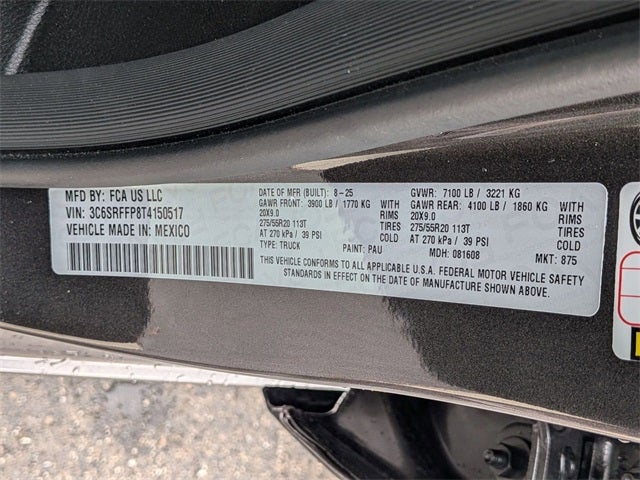 MFD BY: FCA US LLC
VIN: 3C6SRFFP8T4150517
VEHICLE MADE IN: MEXICO
DATE OF MFR (BUILT): 8-25
GAWR FRONT: 3900 LB / 1770 KG WITH
20X9.0 RIMS
275/55R20 113T TIRES
AT 270 kPa / 39 PSI COLD
TYPE: TRUCK PAINT: PAU
GVWR: 7100 LB / 3221 KG
GAWR REAR: 4100 LB / 1860 KG WITH
20X9.0 RIMS
275/55R20 113T TIRES
AT 270 kPa / 39 PSI COLD
MDH: 081608 MKT: 875
THIS VEHICLE CONFORMS TO ALL APPLICABLE U.S.A. FEDERAL MOTOR VEHICLE SAFETY
STANDARDS IN EFFECT ON THE DATE OF MANUFACTURE SHOWN ABOVE.